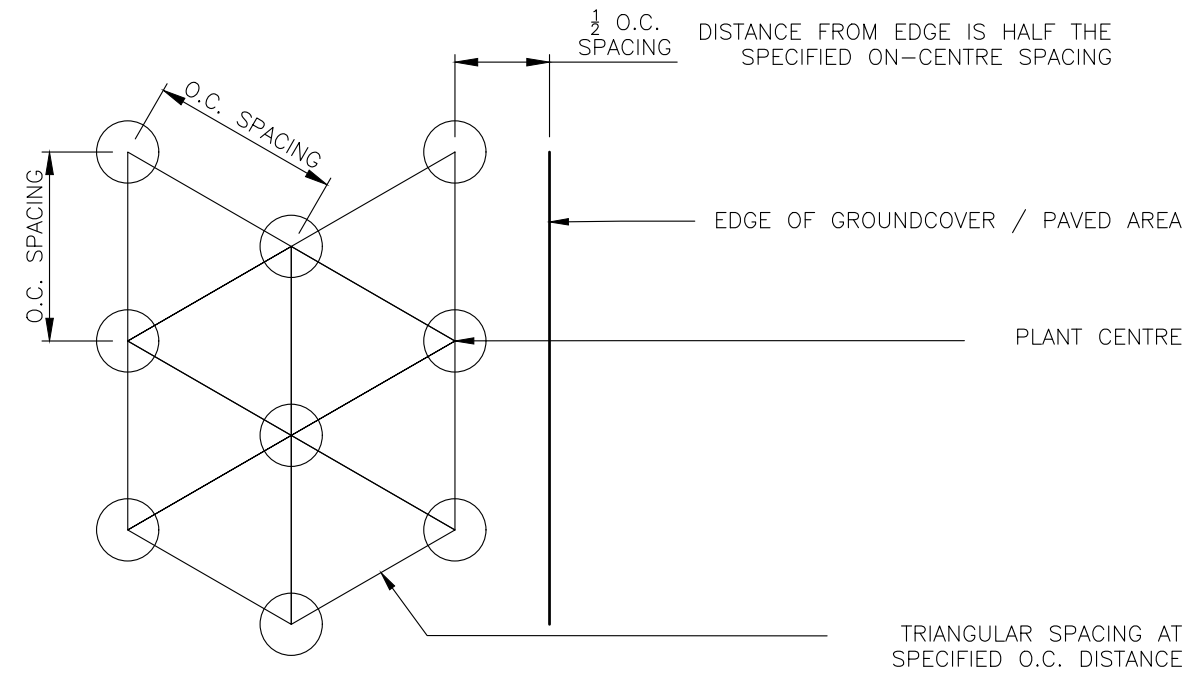 ½ O.C.
SPACING
DISTANCE FROM EDGE IS HALF THE
SPECIFIED ON-CENTRE SPACING
O.C. SPACING
O.C. SPACING
EDGE OF GROUNDCOVER / PAVED AREA
PLANT CENTRE
TRIANGULAR SPACING AT
SPECIFIED O.C. DISTANCE